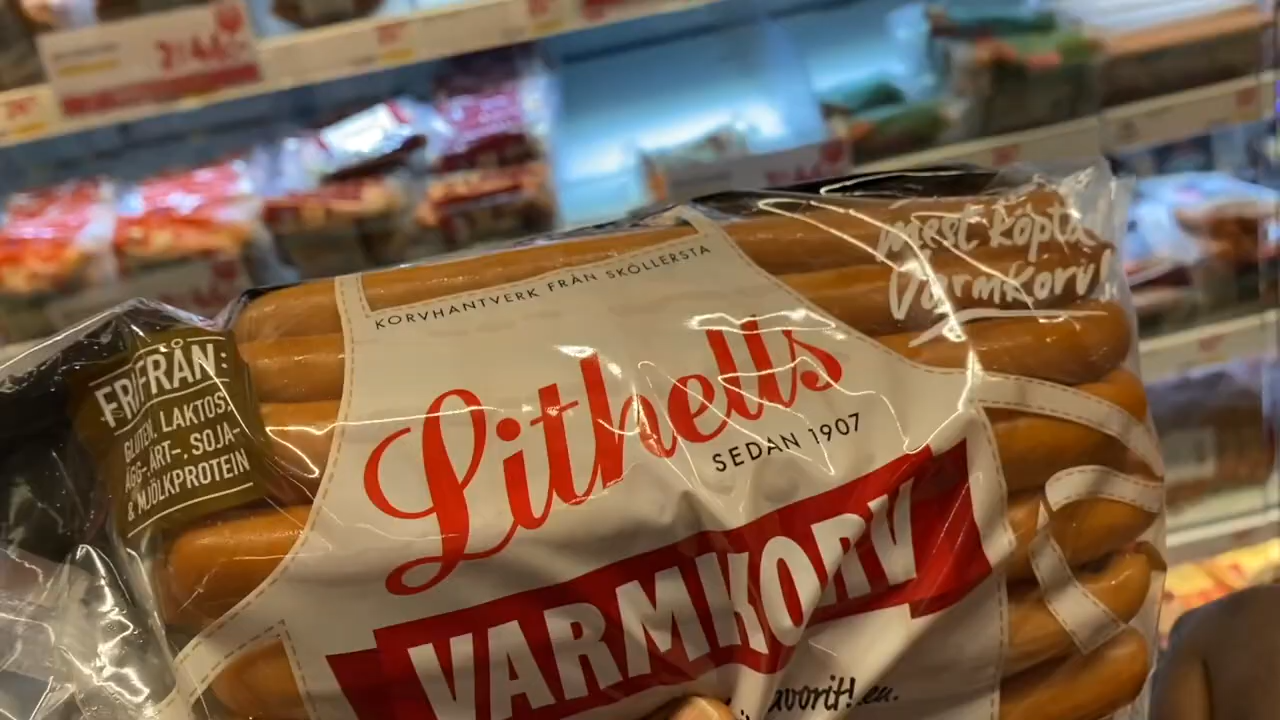 KORVHANTVERK FRÅN SKÖLLERSTA
Lithells
SEDAN 1907
VARMKORV
mest köpta
Varmkorv!
FRI FRÅN:
GLUTEN, LAKTOS,
ÄGG-, ÄRT-, SOJA-
& MJÖLKPROTEIN